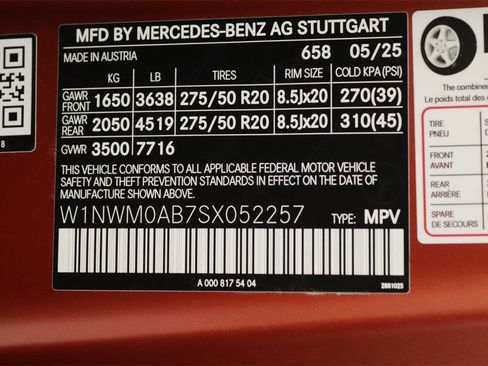 MFD BY MERCEDES-BENZ AG STUTTGART
MADE IN AUSTRIA 658 05/25
KG LB TIRES RIM SIZE COLD KPA(PSI)
GAWR FRONT 1650 3638 275/50 R20 8.5Jx20 270(39)
GAWR REAR 2050 4519 275/50 R20 8.5Jx20 310(45)
GVWR 3500 7716
THIS VEHICLE CONFORMS TO ALL APPLICABLE FEDERAL MOTOR VEHICLE
SAFETY AND THEFT PREVENTION STANDARDS IN EFFECT ON THE DATE OF
MANUFACTURE SHOWN ABOVE.
W1NWM0AB7SX052257 TYPE: MPV
A 000 817 54 04 2881025
8
The combined
Le poids total des
TIRE
PNEU
FRONT
AVANT
REAR
ARRIÈRE
SPARE
DE SECOURS